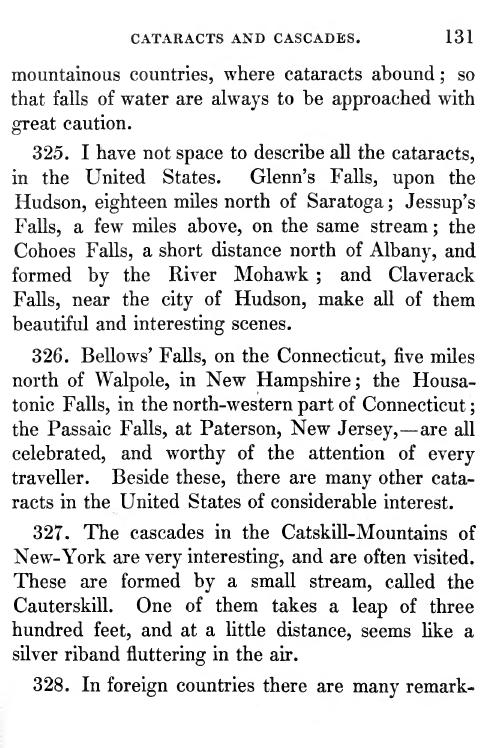 CATARACTS AND CASCADES. 131
mountainous countries, where cataracts abound; so
that falls of water are always to be approached with
great caution.
325. I have not space to describe all the cataracts,
in the United States. Glenn's Falls, upon the
Hudson, eighteen miles north of Saratoga; Jessup's
Falls, a few miles above, on the same stream; the
Cohoes Falls, a short distance north of Albany, and
formed by the River Mohawk; and Claverack
Falls, near the city of Hudson, make all of them
beautiful and interesting scenes.
326. Bellows' Falls, on the Connecticut, five miles
north of Walpole, in New Hampshire; the Housa-
tonic Falls, in the north-western part of Connecticut;
the Passaic Falls, at Paterson, New Jersey,—are all
celebrated, and worthy of the attention of every
traveller. Beside these, there are many other cata-
racts in the United States of considerable interest.
327. The cascades in the Catskill-Mountains of
New-York are very interesting, and are often visited.
These are formed by a small stream, called the
Cauterskill. One of them takes a leap of three
hundred feet, and at a little distance, seems like a
silver riband fluttering in the air.
328. In foreign countries there are many remark-